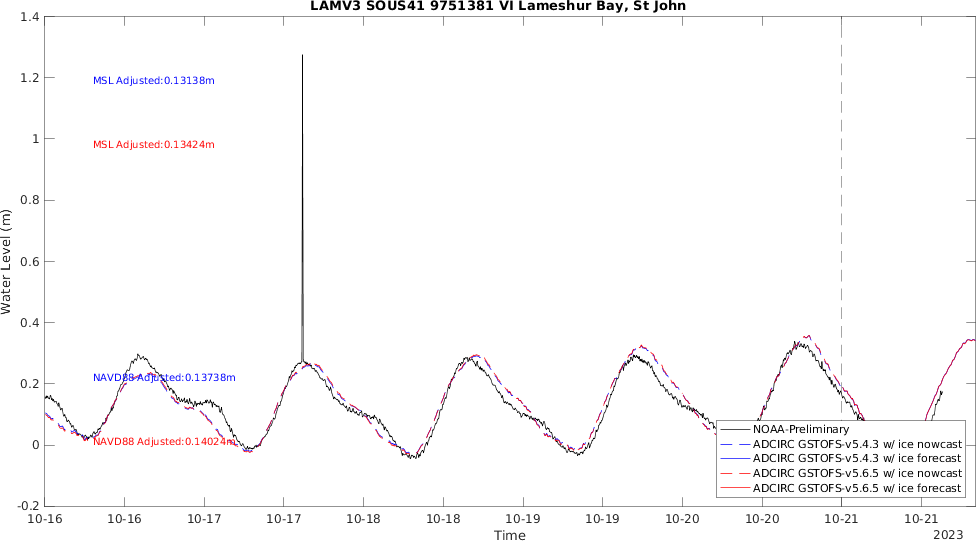 LAMV3 SOUS41 9751381 VI Lameshur Bay, St John
1.4
1.2
1
0.8
0.6
0.4
0.2
0
-0.2
Water Level (m)
MSL Adjusted:0.13138m
MSL Adjusted:0.13424m
NAVD88 Adjusted:0.13738m
NAVD88 Adjusted:0.14024m
NOAA-Preliminary
ADCIRC GSTOFS-v5.4.3 w/ ice nowcast
ADCIRC GSTOFS-v5.4.3 w/ ice forecast
ADCIRC GSTOFS-v5.6.5 w/ ice nowcast
ADCIRC GSTOFS-v5.6.5 w/ ice forecast
10-16 10-16 10-17 10-17 10-18 10-18 10-19 10-19 10-20 10-20 10-21 10-21
Time
2023